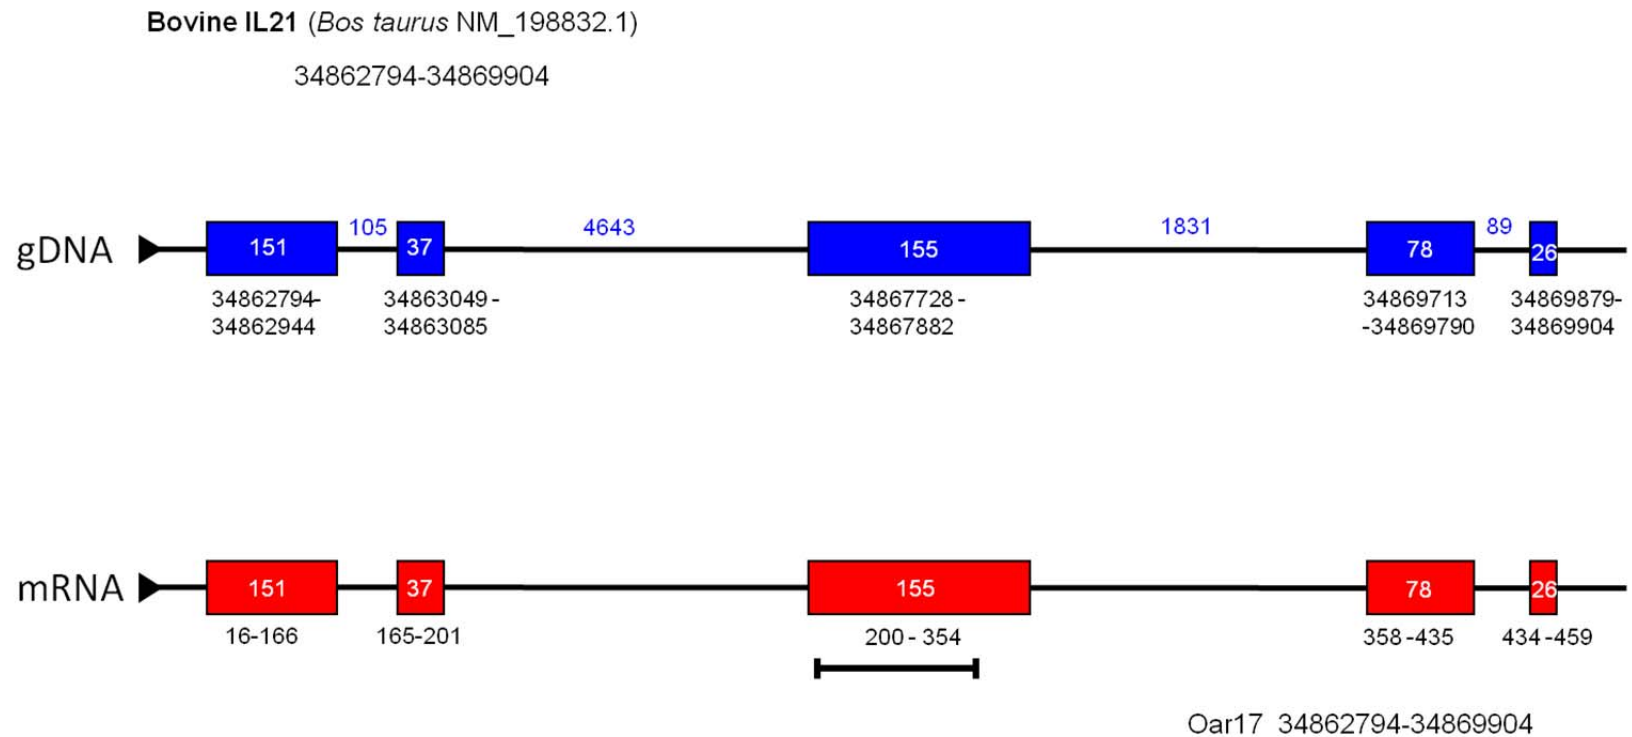 Bovine IL21 (Bos taurus NM_198832.1)
34862794-34869904
105 4643 1831 89
gDNA 151 37 155 78 26
34862794- 34863049- 34867728- 34869713 34869879-
34862944 34863085 34867882 -34869790 34869904
mRNA 151 37 155 78 26
16-166 165-201 200-354 358-435 434-459
Oar17 34862794-34869904